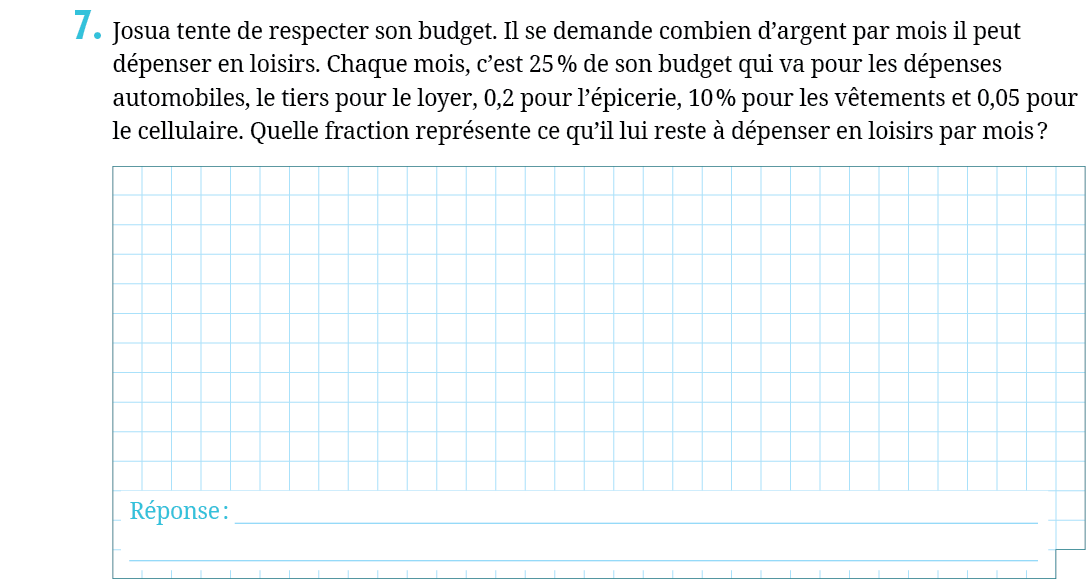 7. Josua tente de respecter son budget. Il se demande combien d’argent par mois il peut
dépenser en loisirs. Chaque mois, c’est 25 % de son budget qui va pour les dépenses
automobiles, le tiers pour le loyer, 0,2 pour l’épicerie, 10 % pour les vêtements et 0,05 pour
le cellulaire. Quelle fraction représente ce qu’il lui reste à dépenser en loisirs par mois ?
Réponse :